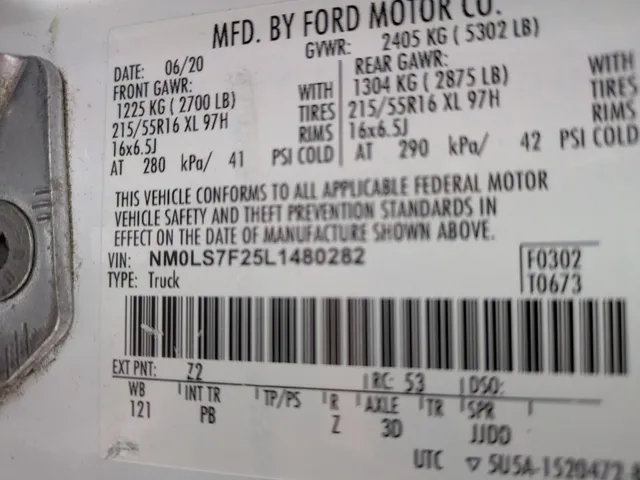 MFD. BY FORD MOTOR CO.
GVWR: 2405 KG ( 5302 LB)
DATE: 06/20
FRONT GAWR:
1225 KG ( 2700 LB) WITH
215/55R16 XL 97H TIRES
16x6.5J RIMS
AT 280 kPa/ 41 PSI COLD
REAR GAWR:
1304 KG ( 2875 LB) WITH
215/55R16 XL 97H TIRES
16x6.5J RIMS
AT 290 kPa/ 42 PSI COLD
THIS VEHICLE CONFORMS TO ALL APPLICABLE FEDERAL MOTOR
VEHICLE SAFETY AND THEFT PREVENTION STANDARDS IN
EFFECT ON THE DATE OF MANUFACTURE SHOWN ABOVE.
VIN: NM0LS7F25L1480282
TYPE: Truck
F0302
T0673
EXT PNT: Z2 RC: 53 DSO:
WB INT TR TP/PS R AXLE TR SPR
121 PB Z 3D JJDD
UTC ▽ 5U5A-1520472-